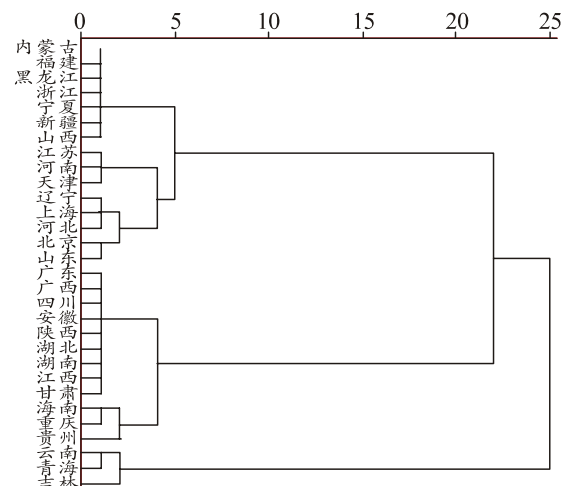 0 5 10 15 20 25
内蒙古
福建
黑龙江
浙江
宁夏
新疆
山西
江苏
河南
天津
辽宁
上海
河北
北京
山东
广东
广西
四川
安徽
陕西
湖北
湖南
江西
甘肃
海南
重庆
贵州
云南
青海
吉林